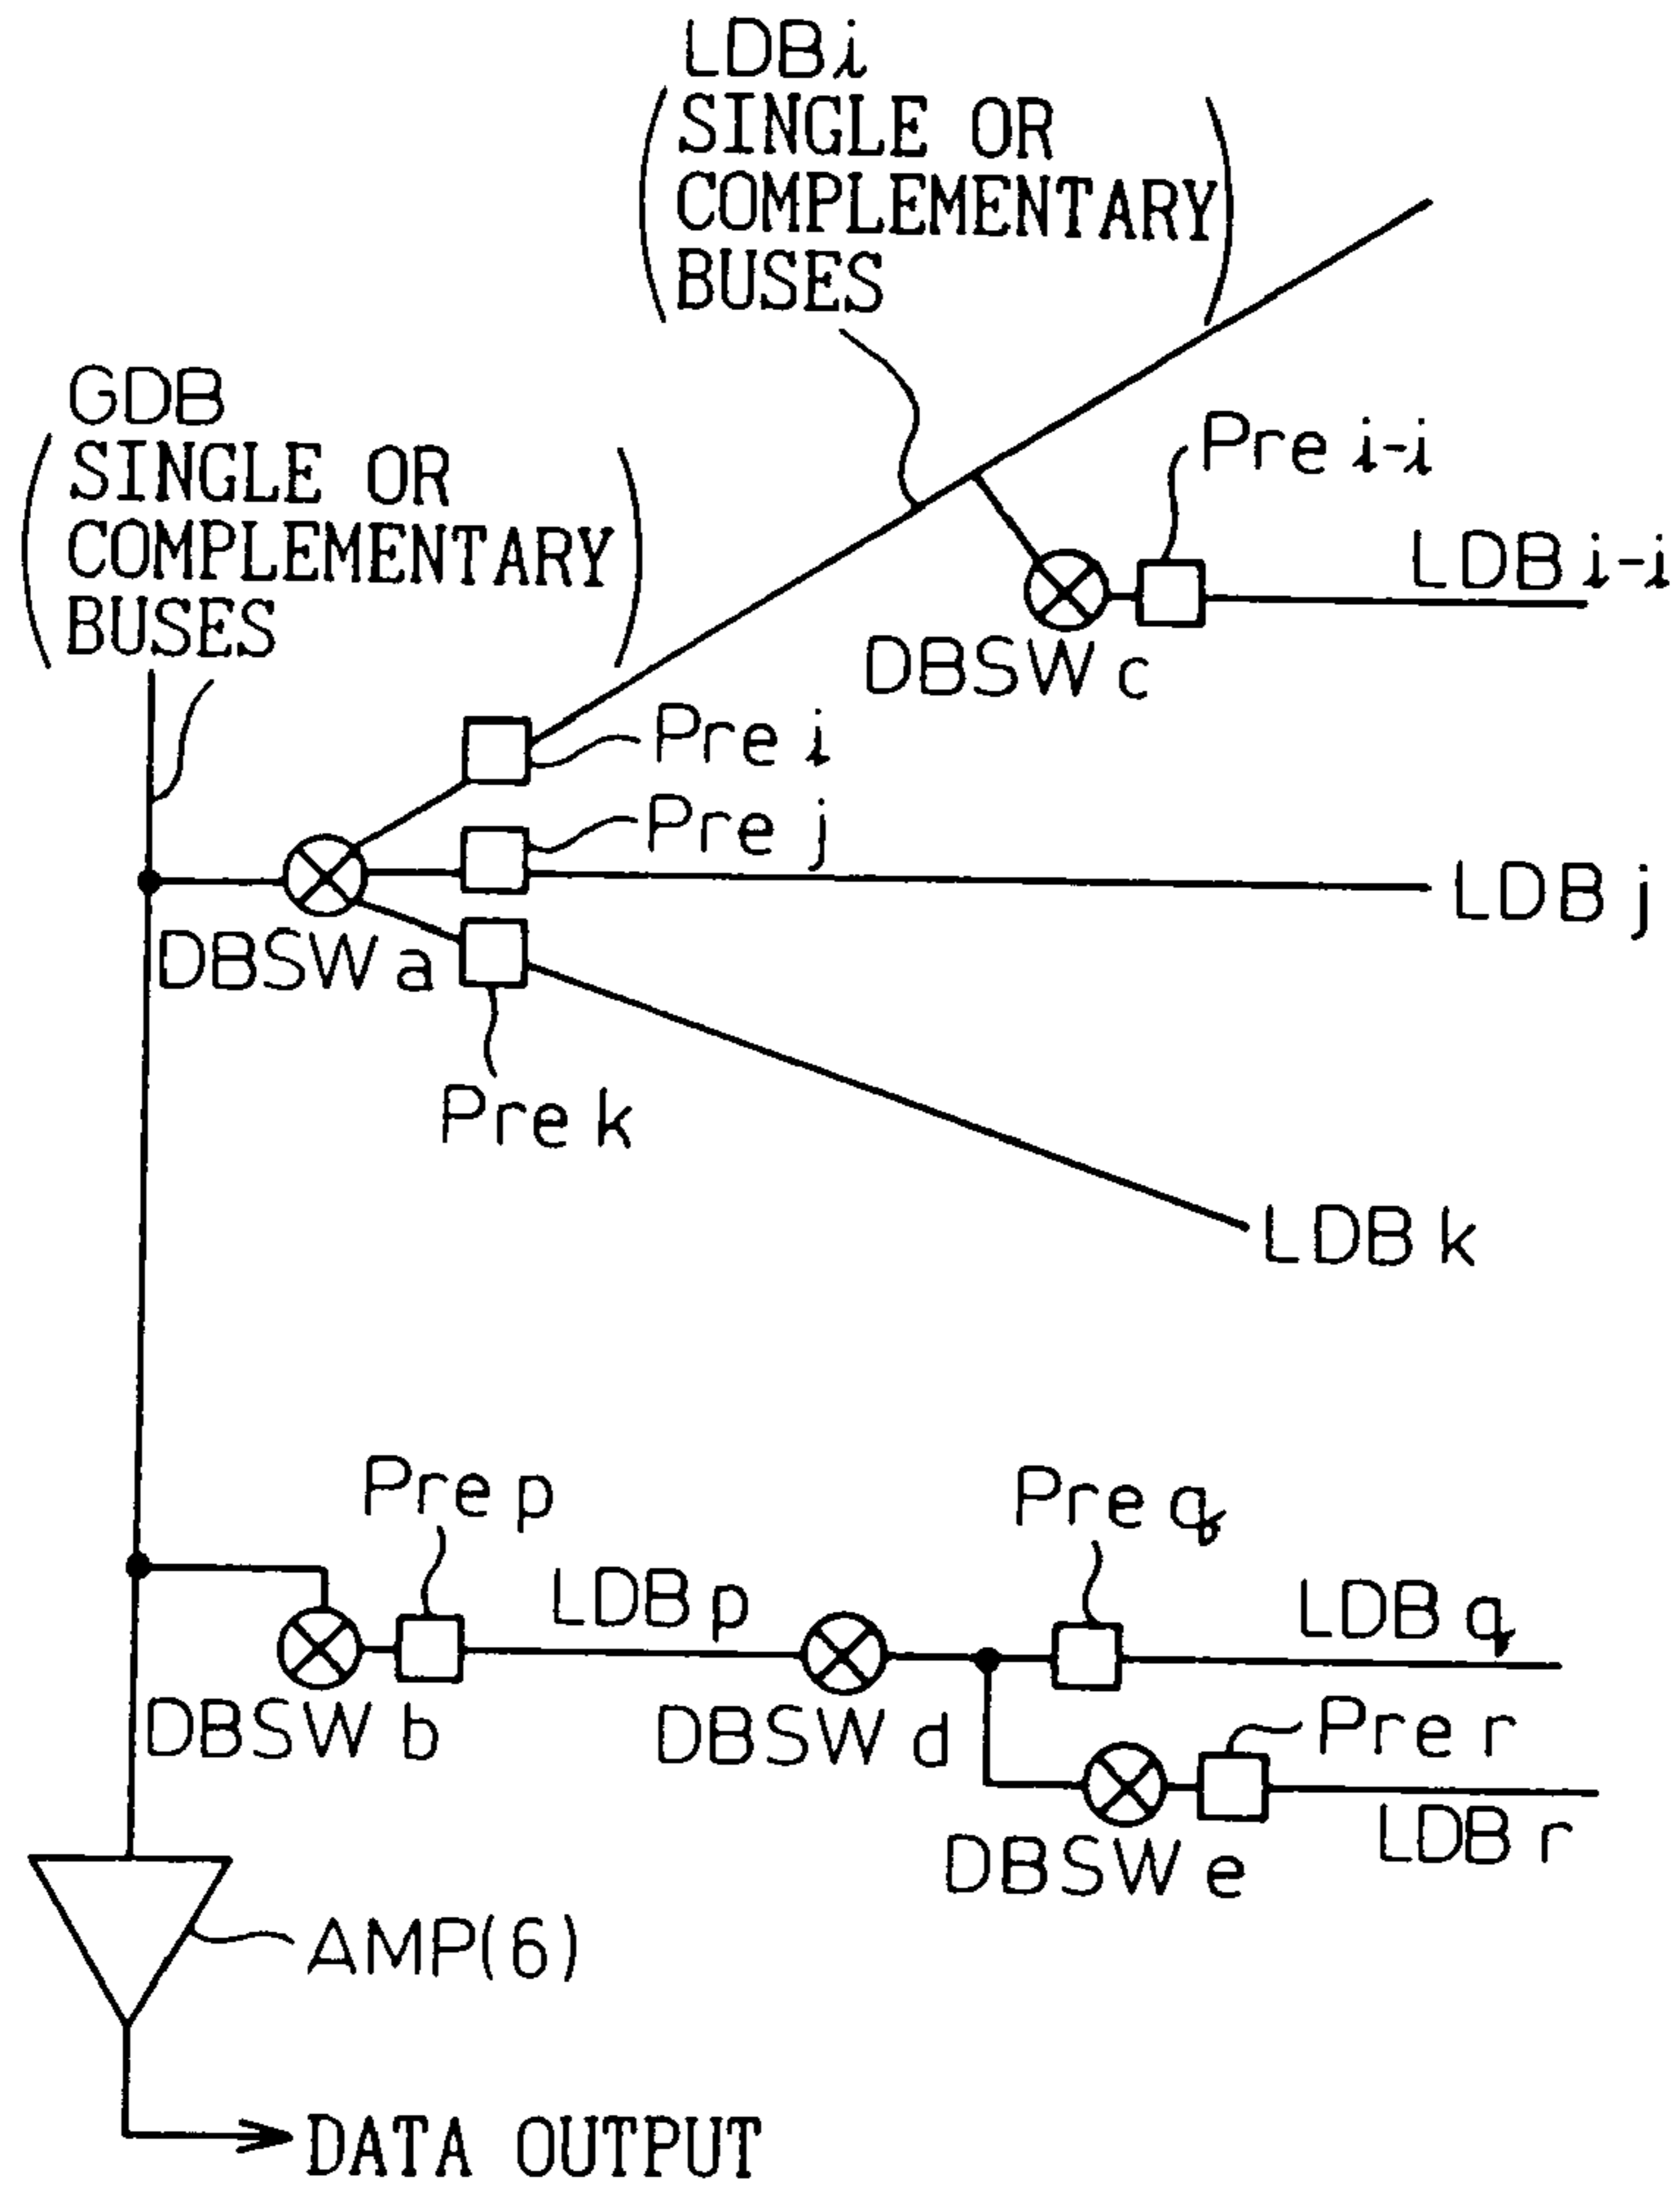 LDBi
SINGLE OR
COMPLEMENTARY
BUSES
GDB
SINGLE OR
COMPLEMENTARY
BUSES
Pre i-i
LDB i-i
DBSW c
Pre i
Pre j
LDB j
DBSW a
Pre k
LDB k
Pre p
Pre q
LDB p
LDB q
DBSW b
DBSW d
Pre r
LDB r
DBSW e
AMP(6)
DATA OUTPUT